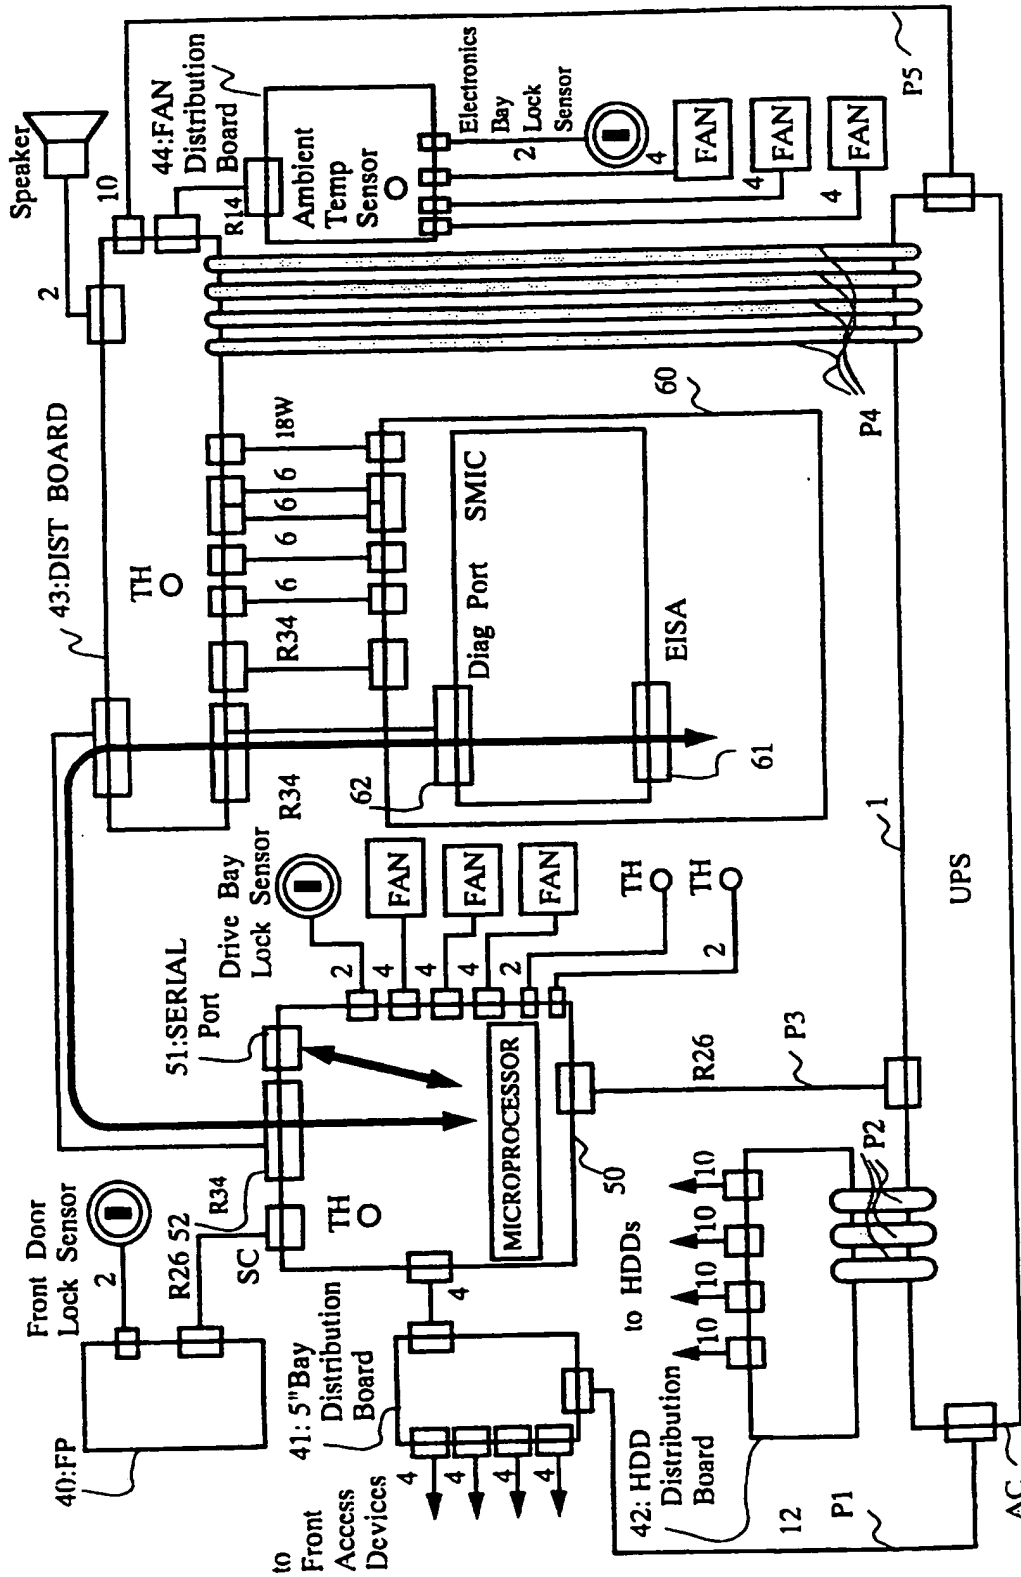 Front Door
Lock Sensor
2
40:FP
R26
52
SC
R34
51:SERIAL
Port
Drive Bay
Lock Sensor
2
4
4
4
2
2
FAN
FAN
FAN
TH
TH
TH
MICROPROCESSOR
50
4
41: 5"Bay
Distribution
Board
4
4
4
4
to
Front
Access
Devices
43:DIST BOARD
TH
R34
R34
6
6
6
6
18W
62
Diag Port
SMIC
EISA
61
60
Speaker
2
10
44:FAN
Distribution
Board
R14
Ambient
Temp
Sensor
Electronics
Bay
Lock
Sensor
2
4
4
4
FAN
FAN
FAN
P5
P4
to HDDs
10
10
10
10
42: HDD
Distribution
Board
P2
R26
P3
1
UPS
12
P1
AC